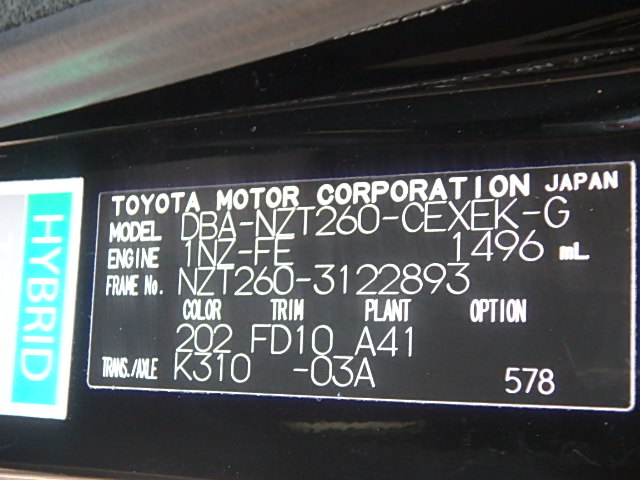 TOYOTA MOTOR CORPORATION JAPAN
MODEL DBA-NZT260-CEXEK-G
ENGINE 1NZ-FE 1496 mL
FRAME No. NZT260-3122893
COLOR TRIM PLANT OPTION
202 FD10 A41
TRANS./AXLE K310 -03A 578
HYBRID